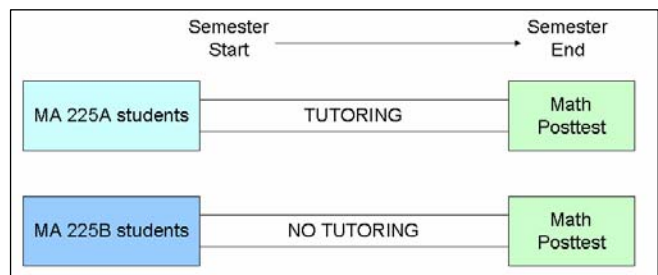 Semester Start
Semester End
MA 225A students
TUTORING
Math Posttest
MA 225B students
NO TUTORING
Math Posttest